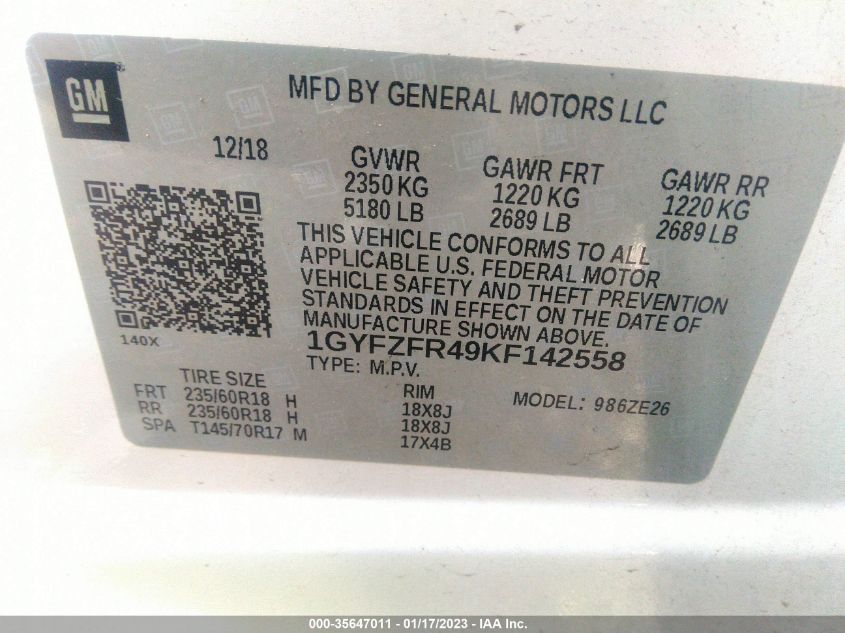 GM
MFD BY GENERAL MOTORS LLC
12/18
GVWR
2350 KG
5180 LB
GAWR FRT
1220 KG
2689 LB
GAWR RR
1220 KG
2689 LB
THIS VEHICLE CONFORMS TO ALL
APPLICABLE U.S. FEDERAL MOTOR
VEHICLE SAFETY AND THEFT PREVENTION
STANDARDS IN EFFECT ON THE DATE OF
MANUFACTURE SHOWN ABOVE.
140X
1GYFZFR49KF142558
TYPE: M.P.V.
MODEL: 986ZE26
TIRE SIZE RIM
FRT 235/60R18 H 18X8J
RR 235/60R18 H 18X8J
SPA T145/70R17 M 17X4B
000-35647011 - 01/17/2023 - IAA Inc.